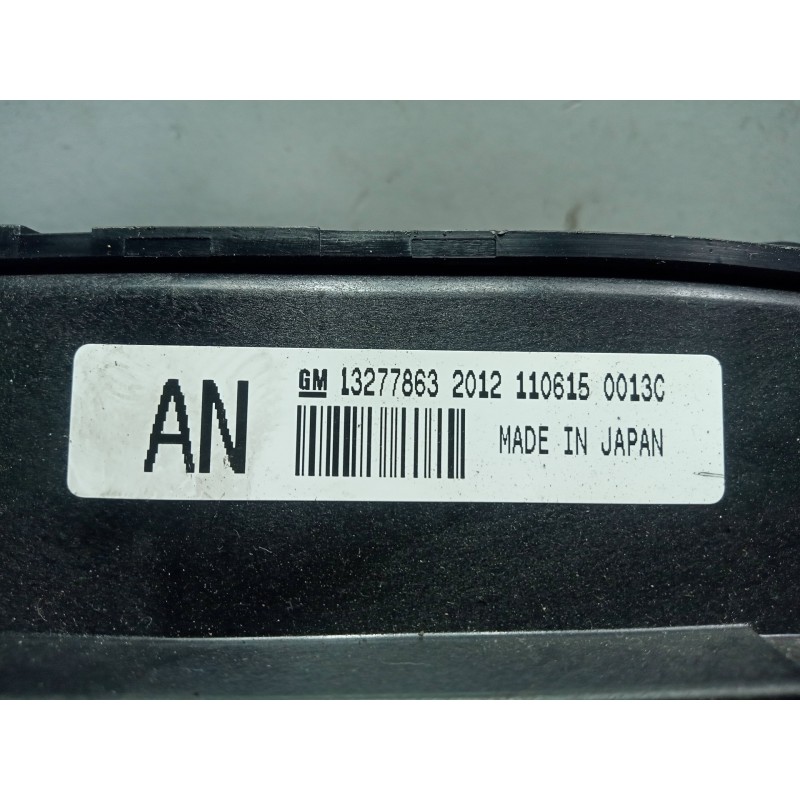 AN
GM 13277863 2012 110615 0013C
MADE IN JAPAN